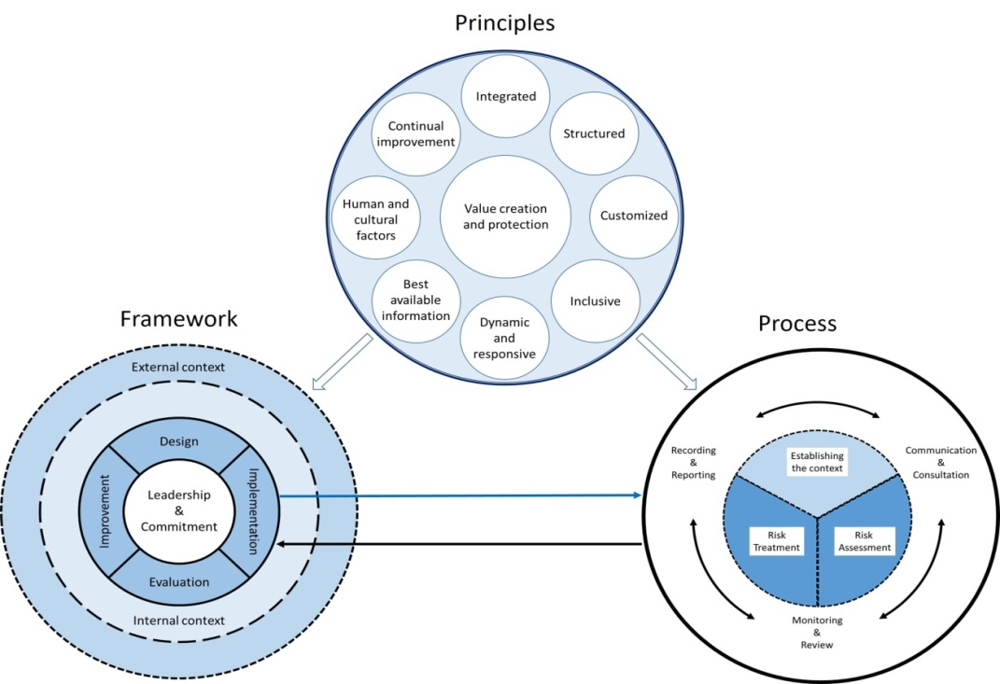 Principles
Integrated
Structured
Customized
Inclusive
Dynamic
and
responsive
Best
available
information
Human and
cultural
factors
Continual
improvement
Value creation
and protection
Framework
External context
Design
Implementation
Evaluation
Improvement
Leadership
&
Commitment
Internal context
Process
Recording
&
Reporting
Communication
&
Consultation
Establishing
the context
Risk
Treatment
Risk
Assessment
Monitoring
&
Review